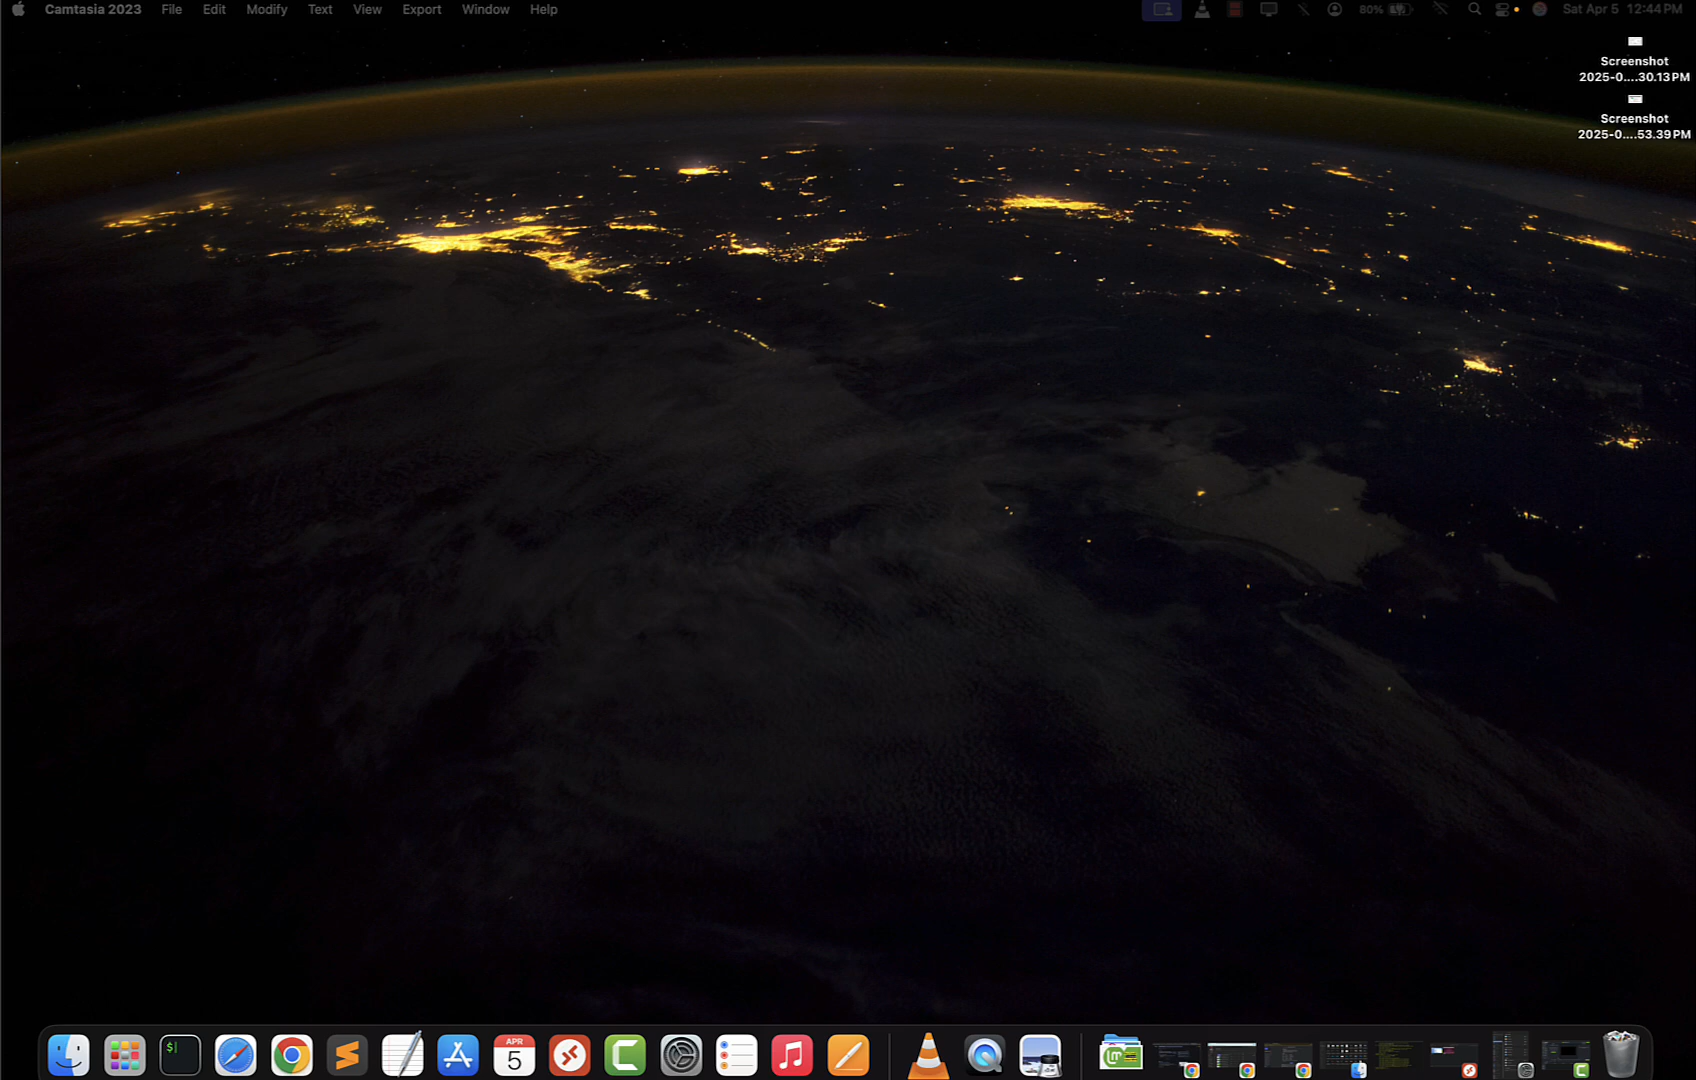 Camtasia 2023 File Edit Modify Text View Export Window Help 80% Sat Apr 5 12:44 PM
Screenshot
2025-0....30.13 PM
Screenshot
2025-0....53.39 PM
$
APR
5